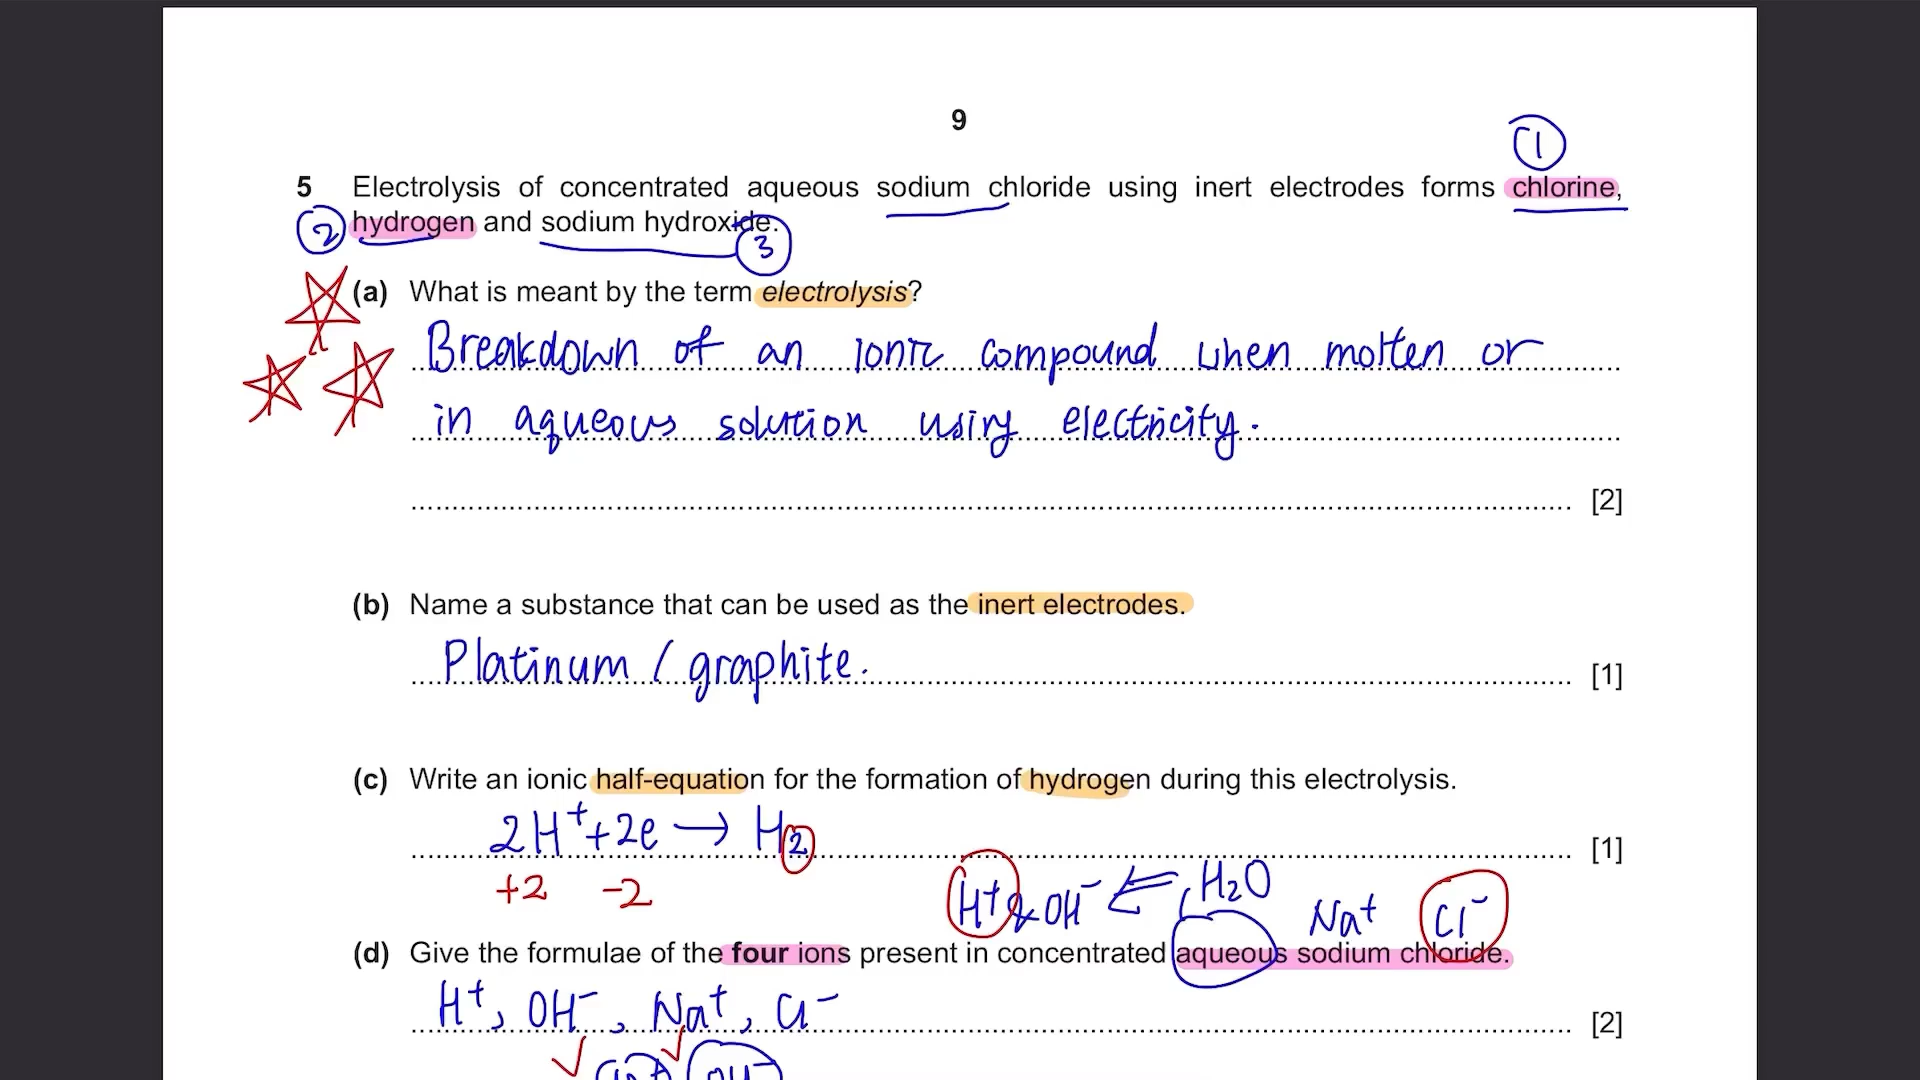 9
①
5 Electrolysis of concentrated aqueous sodium chloride using inert electrodes forms chlorine,
② hydrogen and sodium hydroxide.
③
(a) What is meant by the term electrolysis?
Breakdown of an ionic compound when molten or
in aqueous solution using electricity.
[2]
(b) Name a substance that can be used as the inert electrodes.
Platinum / graphite. [1]
(c) Write an ionic half-equation for the formation of hydrogen during this electrolysis.
2H⁺+2e → H₂ [1]
+2 -2
H⁺ & OH⁻ ⇐ H₂O Na⁺ Cl⁻
(d) Give the formulae of the four ions present in concentrated aqueous sodium chloride.
H⁺, OH⁻, Na⁺, Cl⁻ [2]